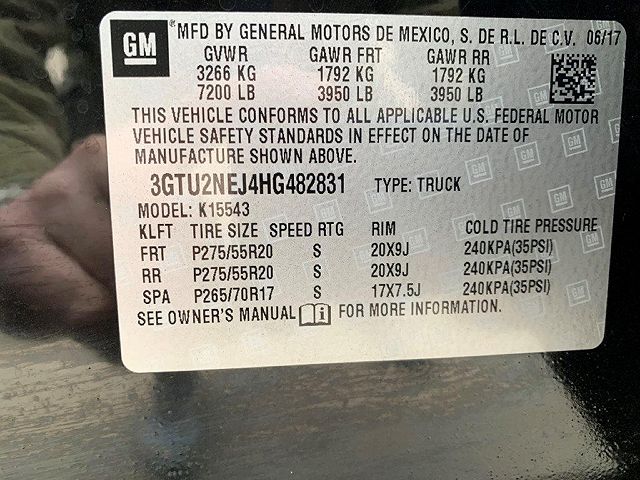 GM
MFD BY GENERAL MOTORS DE MEXICO, S. DE R.L. DE C.V. 06/17
GVWR GAWR FRT GAWR RR
3266 KG 1792 KG 1792 KG
7200 LB 3950 LB 3950 LB
THIS VEHICLE CONFORMS TO ALL APPLICABLE U.S. FEDERAL MOTOR
VEHICLE SAFETY STANDARDS IN EFFECT ON THE DATE OF
MANUFACTURE SHOWN ABOVE.
3GTU2NEJ4HG482831 TYPE: TRUCK
MODEL: K15543
KLFT TIRE SIZE SPEED RTG RIM COLD TIRE PRESSURE
FRT P275/55R20 S 20X9J 240KPA(35PSI)
RR P275/55R20 S 20X9J 240KPA(35PSI)
SPA P265/70R17 S 17X7.5J 240KPA(35PSI)
SEE OWNER'S MANUAL i FOR MORE INFORMATION.